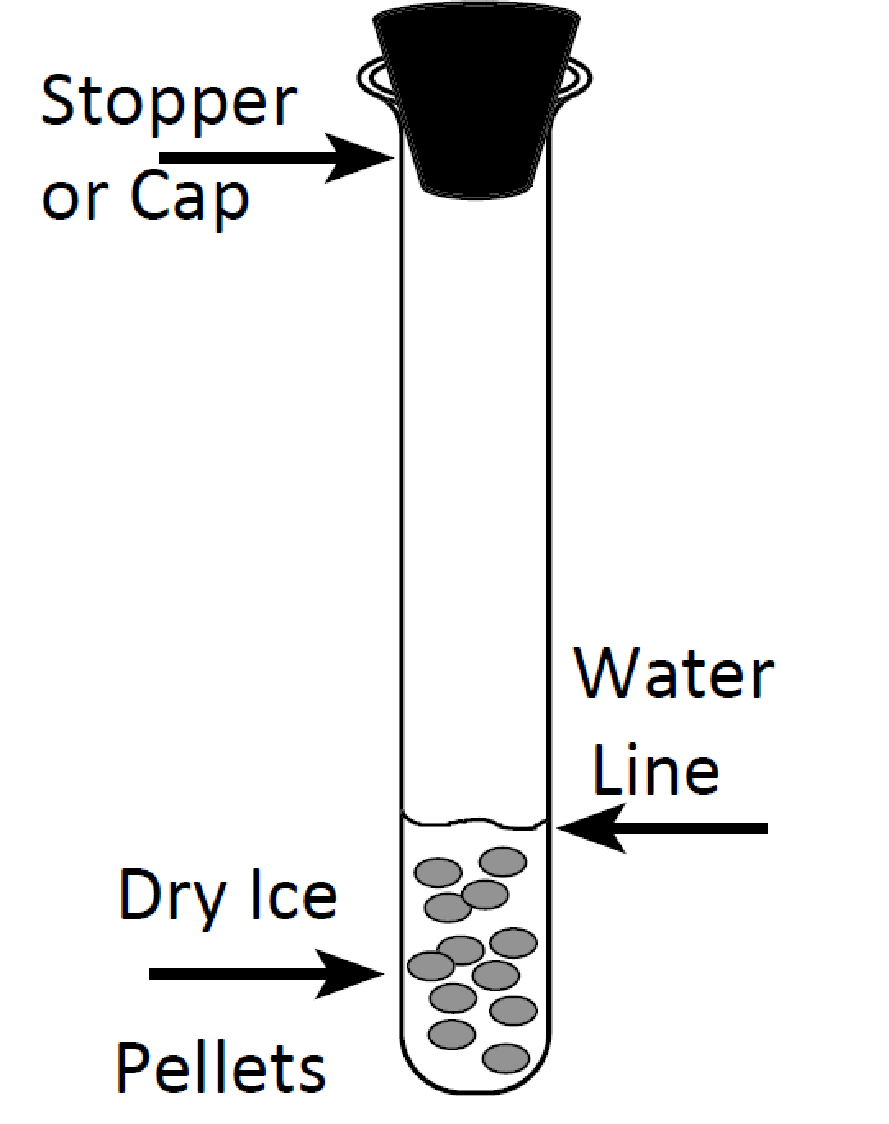 Stopper
or Cap
Water
Line
Dry Ice
Pellets